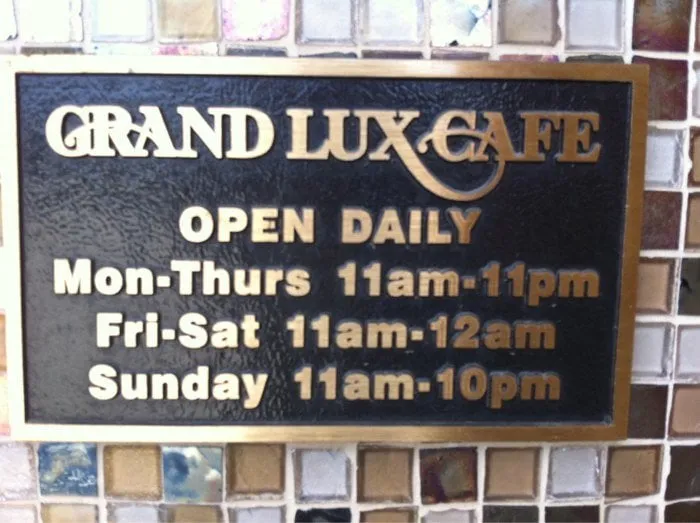 GRAND LUX CAFE
OPEN DAILY
Mon-Thurs 11am-11pm
Fri-Sat 11am-12am
Sunday 11am-10pm